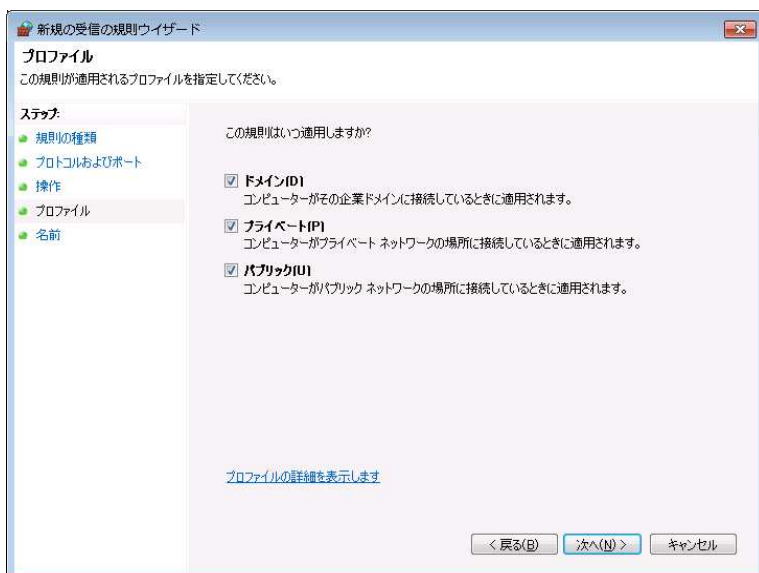 新規の受信の規則ウィザード
プロファイル
この規則が適用されるプロファイルを指定してください。
ステップ:
規則の種類
プロトコルおよびポート
操作
プロファイル
名前
この規則はいつ適用しますか?
ドメイン(D)
コンピューターがその企業ドメインに接続しているときに適用されます。
プライベート(P)
コンピューターがプライベート ネットワークの場所に接続しているときに適用されます。
パブリック(U)
コンピューターがパブリック ネットワークの場所に接続しているときに適用されます。
プロファイルの詳細を表示します
< 戻る(B)
次へ(N) >
キャンセル